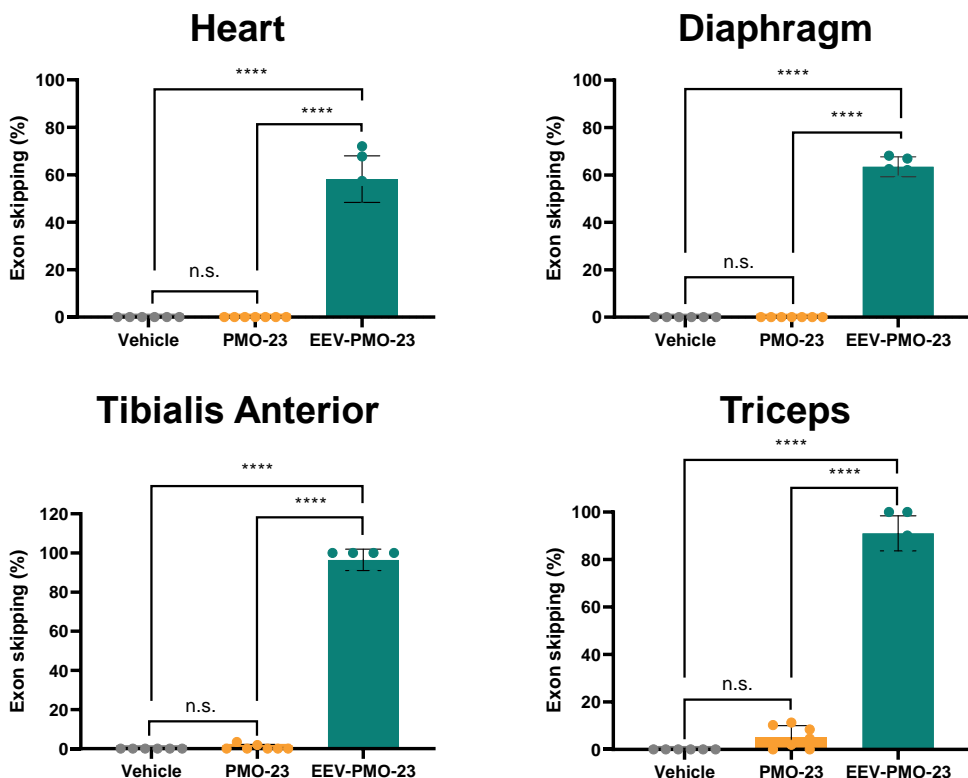 Heart
****
****
n.s.
Exon skipping (%)
100
80
60
40
20
0
Vehicle PMO-23 EEV-PMO-23
Diaphragm
****
****
n.s.
Exon skipping (%)
100
80
60
40
20
0
Vehicle PMO-23 EEV-PMO-23
Tibialis Anterior
****
****
n.s.
Exon skipping (%)
120
100
80
60
40
20
0
Vehicle PMO-23 EEV-PMO-23
Triceps
****
****
n.s.
Exon skipping (%)
100
80
60
40
20
0
Vehicle PMO-23 EEV-PMO-23